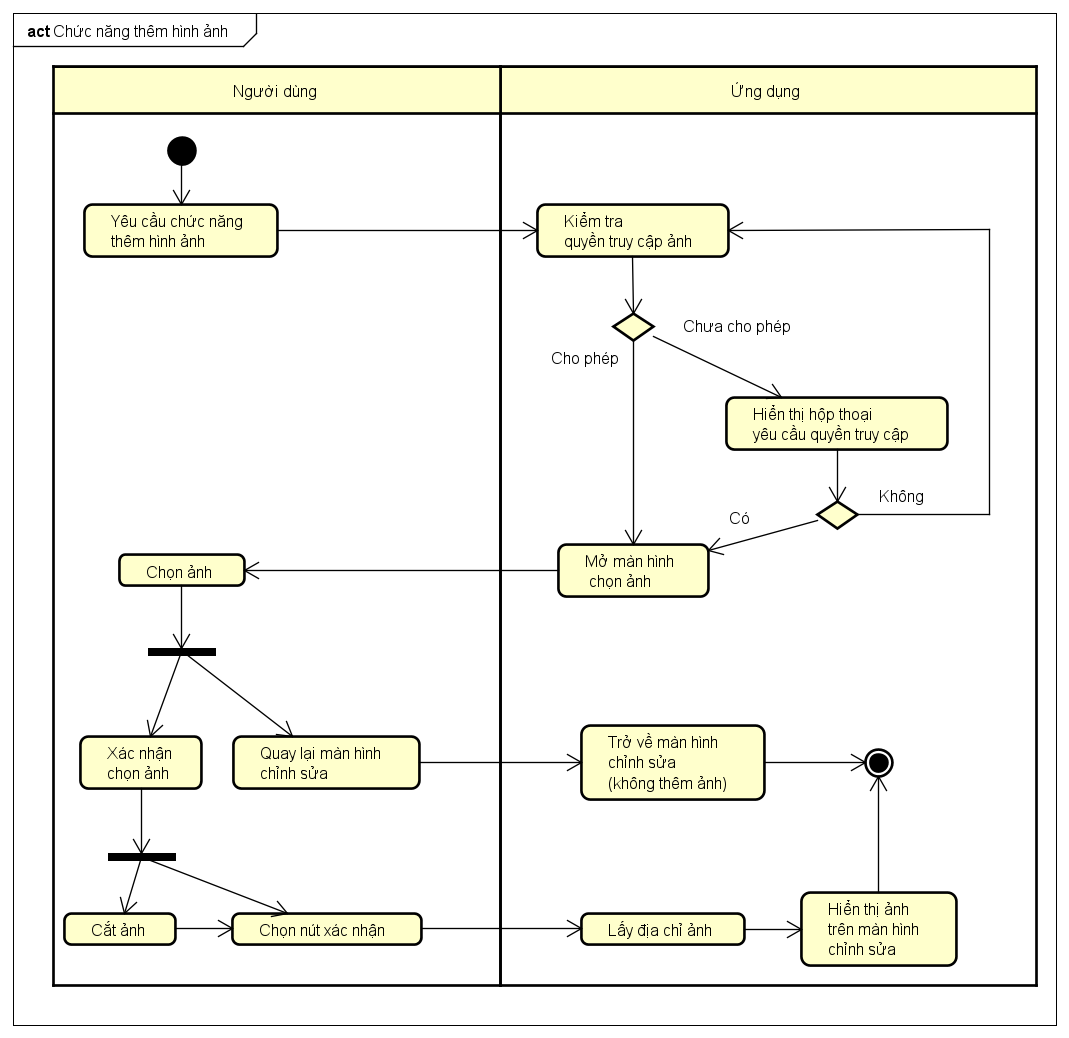 act Chức năng thêm hình ảnh
Người dùng
Ứng dụng
Yêu cầu chức năng
thêm hình ảnh
Kiểm tra
quyền truy cập ảnh
Chưa cho phép
Cho phép
Hiển thị hộp thoại
yêu cầu quyền truy cập
Không
Có
Mở màn hình
chọn ảnh
Chọn ảnh
Xác nhận
chọn ảnh
Quay lại màn hình
chỉnh sửa
Trở về màn hình
chỉnh sửa
(không thêm ảnh)
Cắt ảnh
Chọn nút xác nhận
Lấy địa chỉ ảnh
Hiển thị ảnh
trên màn hình
chỉnh sửa